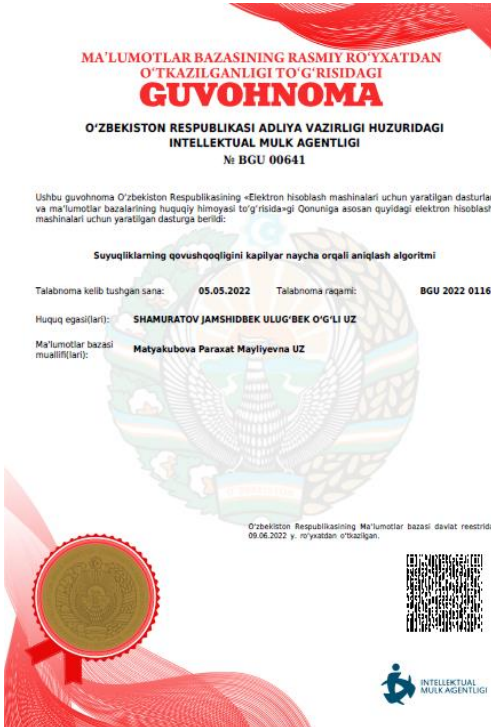 MA'LUMOTLAR BAZASINING RASMIY RO'YXATDAN
O'TKAZILGANLIGI TO'G'RISIDAGI
GUVOHNOMA
O'ZBEKISTON RESPUBLIKASI ADLIYA VAZIRLIGI HUZURIDAGI
INTELLEKTUAL MULK AGENTLIGI
№ BGU 00641
Ushbu guvohnoma O'zbekiston Respublikasining «Elektron hisoblash mashinalari uchun yaratilgan dasturlar
va ma'lumotlar bazalarining huquqiy himoyasi to'g'risida»gi Qonuniga asosan quyidagi elektron hisoblash
mashinalari uchun yaratilgan dasturga berildi:
Suyuqliklarning qovushqoqligini kapilyar naycha orqali aniqlash algoritmi
Talabnoma kelib tushgan sana: 05.05.2022 Talabnoma raqami: BGU 2022 0116
Huquq egasi(lari): SHAMURATOV JAMSHIDBEK ULUG'BEK O'G'LI UZ
Ma'lumotlar bazasi
muallifi(lari): Matyakubova Paraxat Mayliyevna UZ
O'zbekiston Respublikasining Ma'lumotlar bazasi davlat reestrida
09.06.2022 y. ro'yxatdan o'tkazilgan.
INTELLEKTUAL
MULK AGENTLIGI